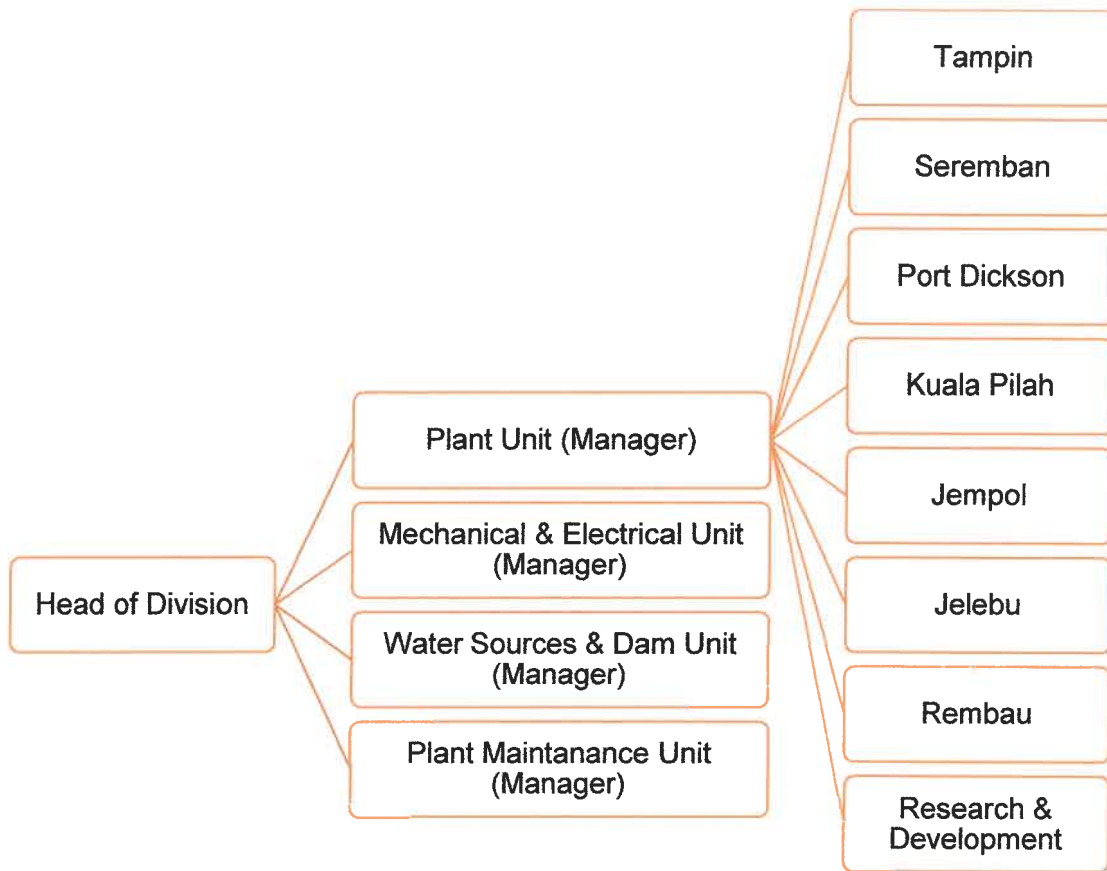 Head of Division
Plant Unit (Manager)
Mechanical & Electrical Unit
(Manager)
Water Sources & Dam Unit
(Manager)
Plant Maintanance Unit
(Manager)
Tampin
Seremban
Port Dickson
Kuala Pilah
Jempol
Jelebu
Rembau
Research &
Development